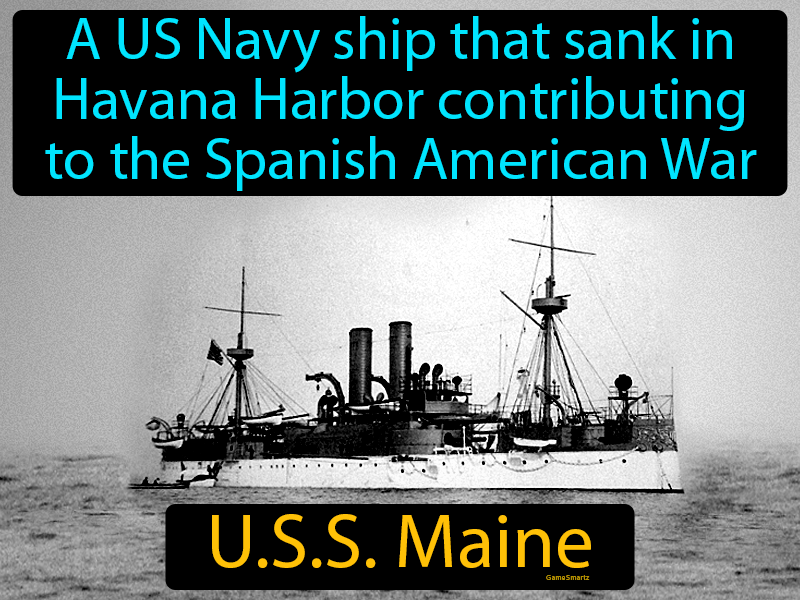 A US Navy ship that sank in
Havana Harbor contributing
to the Spanish American War
U.S.S. Maine
GameSmartz